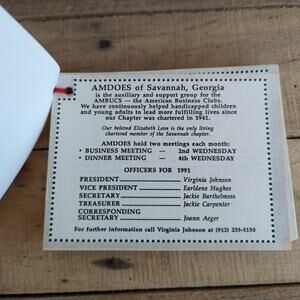 AMDOES of Savannah, Georgia
is the auxiliary and support group for the
AMBUCS — the American Business Clubs.
We have continuously helped handicapped children
and young adults to lead more fulfilling lives since
our Chapter was chartered in 1941.
Our beloved Elizabeth Leon is the only living
charter member of the Savannah chapter.
AMDOES hold two meetings each month:
• BUSINESS MEETING — 2nd WEDNESDAY
• DINNER MEETING — 4th WEDNESDAY
OFFICERS FOR 1991
PRESIDENT Virginia Johnson
VICE PRESIDENT Earldene Hughes
SECRETARY Jackie Barthelmess
TREASURER Jackie Carpenter
CORRESPONDING
SECRETARY Joann Aeger
For further information call Virginia Johnson at (912) 233-3150